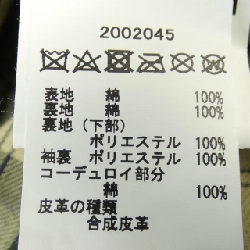 2002045
表地 綿 100%
裏地 綿 100%
裏地（下部）
ポリエステル 100%
袖裏 ポリエステル 100%
コーデュロイ部分
綿 100%
皮革の種類
合成皮革